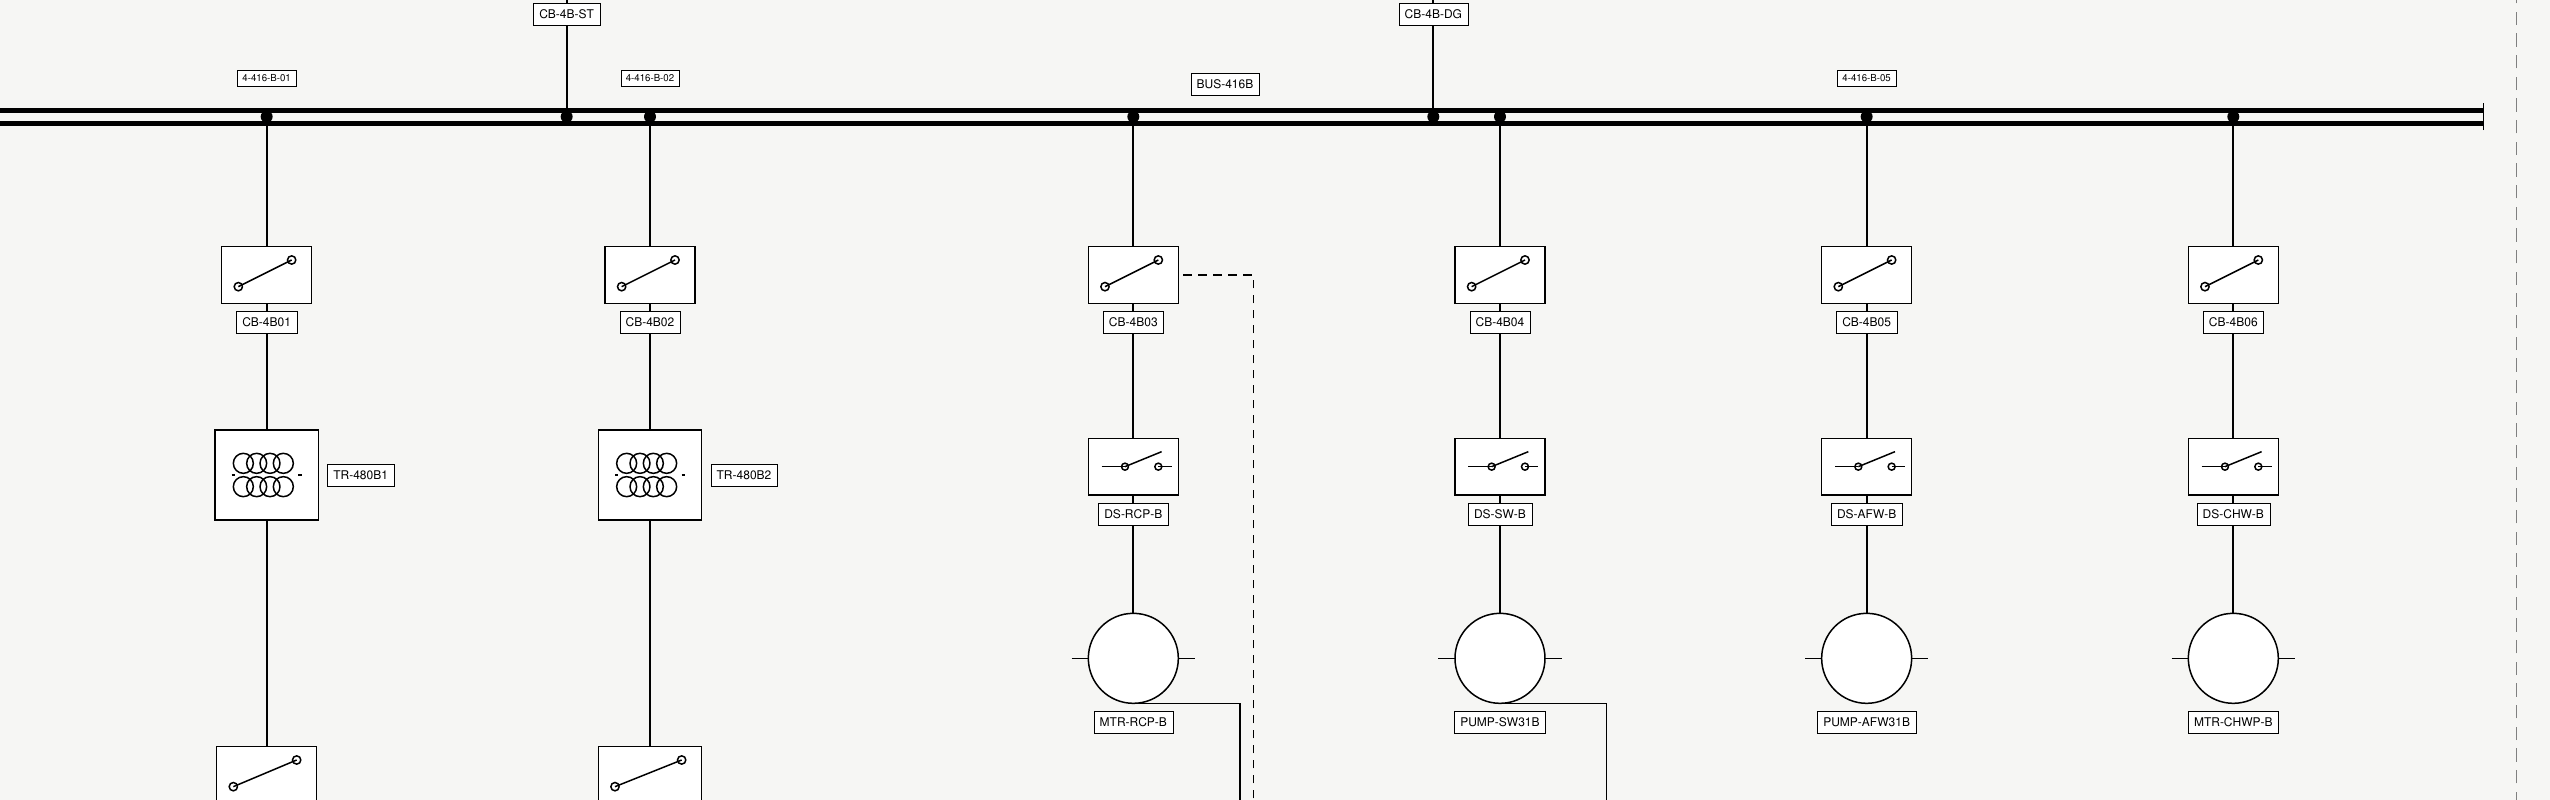 CB-4B-ST
CB-4B-DG
4-416-B-01
4-416-B-02
BUS-416B
4-416-B-05
CB-4B01
CB-4B02
CB-4B03
CB-4B04
CB-4B05
CB-4B06
TR-480B1
TR-480B2
DS-RCP-B
DS-SW-B
DS-AFW-B
DS-CHW-B
MTR-RCP-B
PUMP-SW31B
PUMP-AFW31B
MTR-CHWP-B